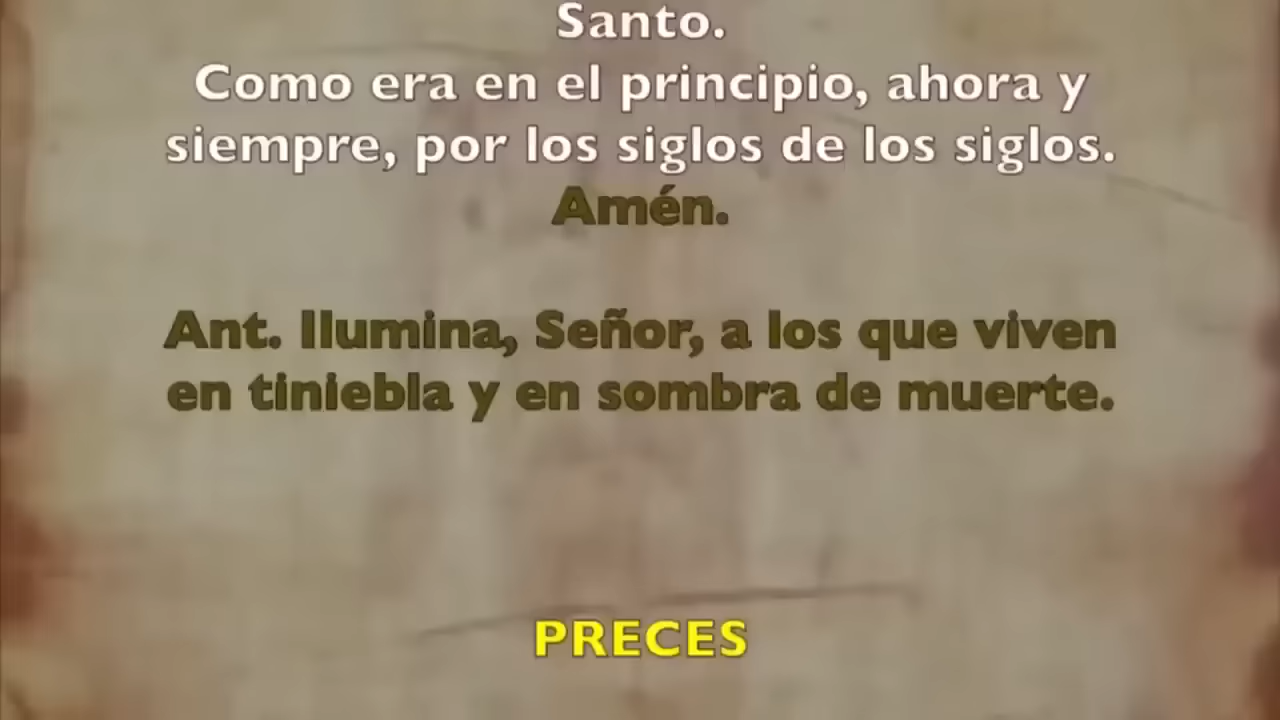 Santo.
Como era en el principio, ahora y
siempre, por los siglos de los siglos.
Amén.
Ant. Ilumina, Señor, a los que viven
en tiniebla y en sombra de muerte.
PRECES